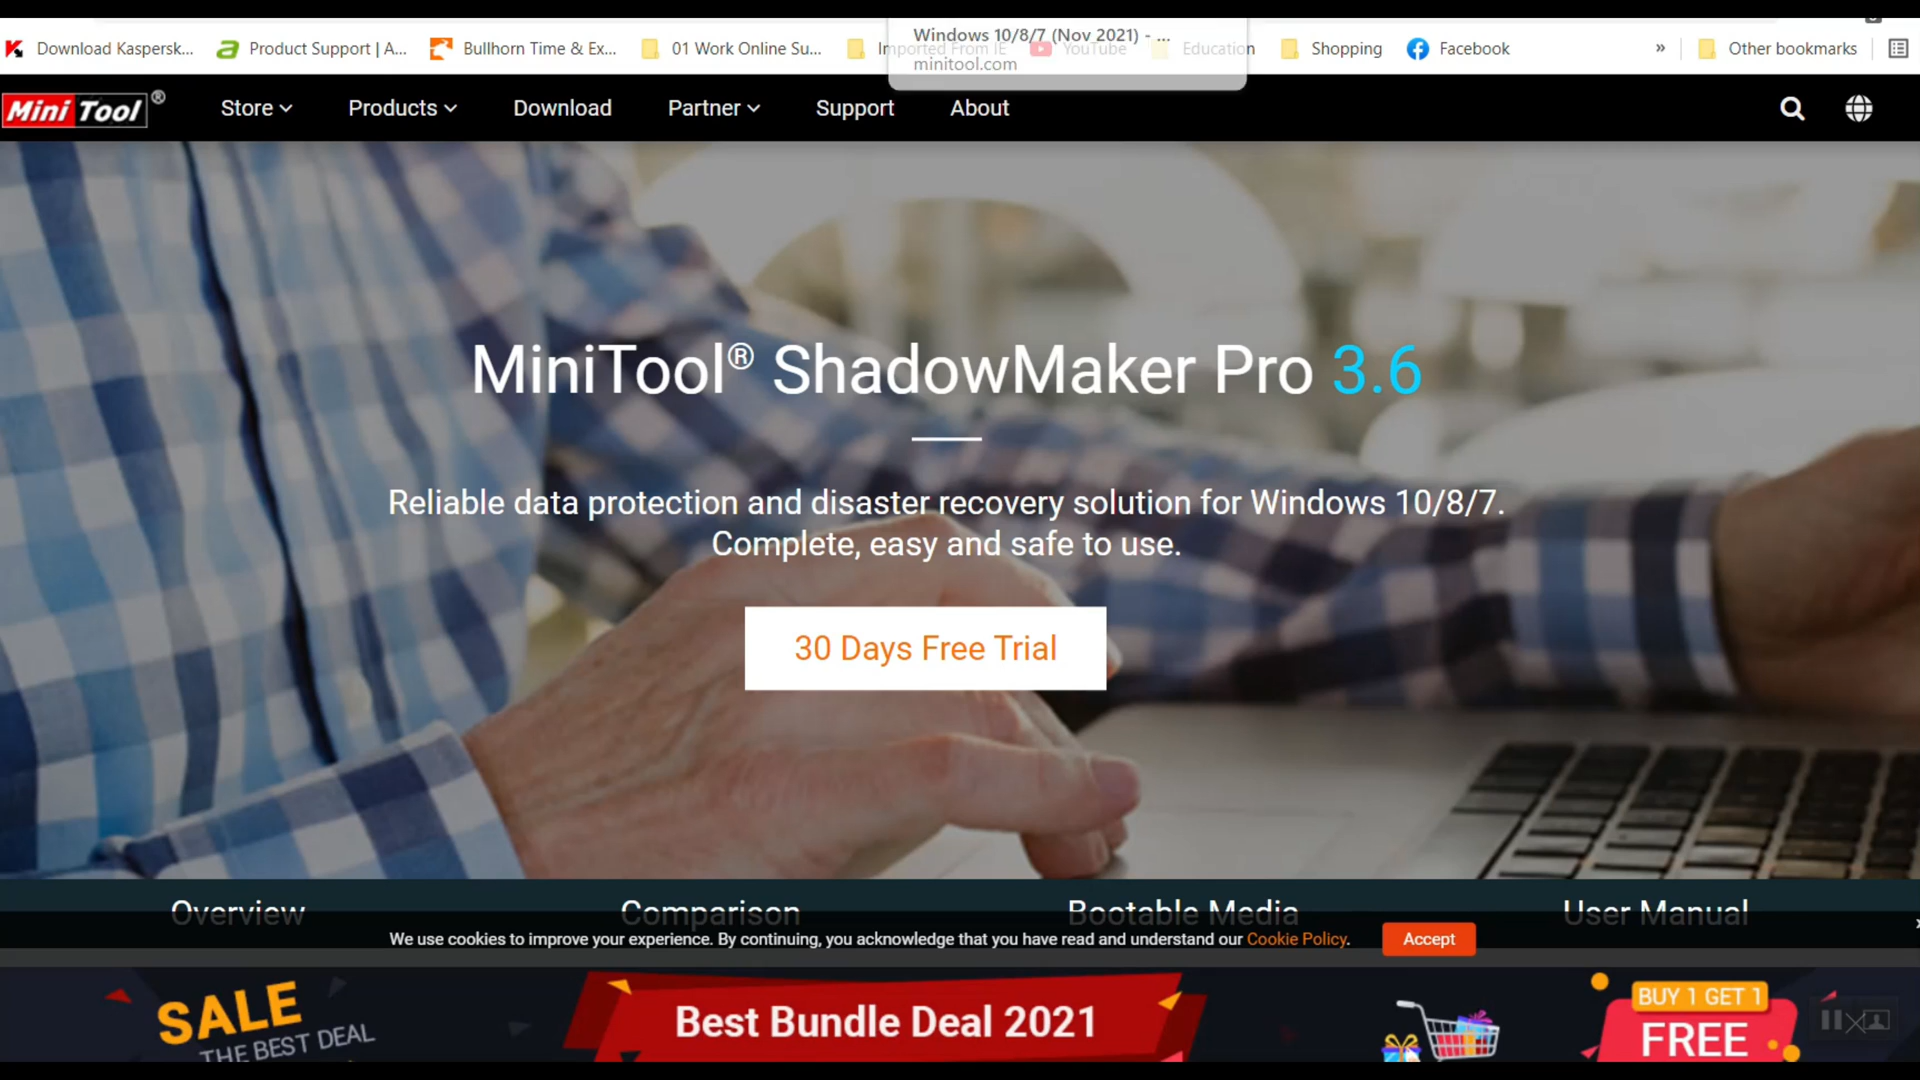 Download Kaspersk...
Product Support | A...
Bullhorn Time & Ex...
01 Work Online Su...
Imported From IE
YouTube
Education
Shopping
Facebook
»
Other bookmarks
Windows 10/8/7 (Nov 2021) - ...
minitool.com
Mini Tool®
Store
Products
Download
Partner
Support
About
MiniTool® ShadowMaker Pro 3.6
Reliable data protection and disaster recovery solution for Windows 10/8/7.
Complete, easy and safe to use.
30 Days Free Trial
Overview
Comparison
Bootable Media
User Manual
We use cookies to improve your experience. By continuing, you acknowledge that you have read and understand our Cookie Policy.
Accept
SALE
THE BEST DEAL
Best Bundle Deal 2021
BUY 1 GET 1
FREE